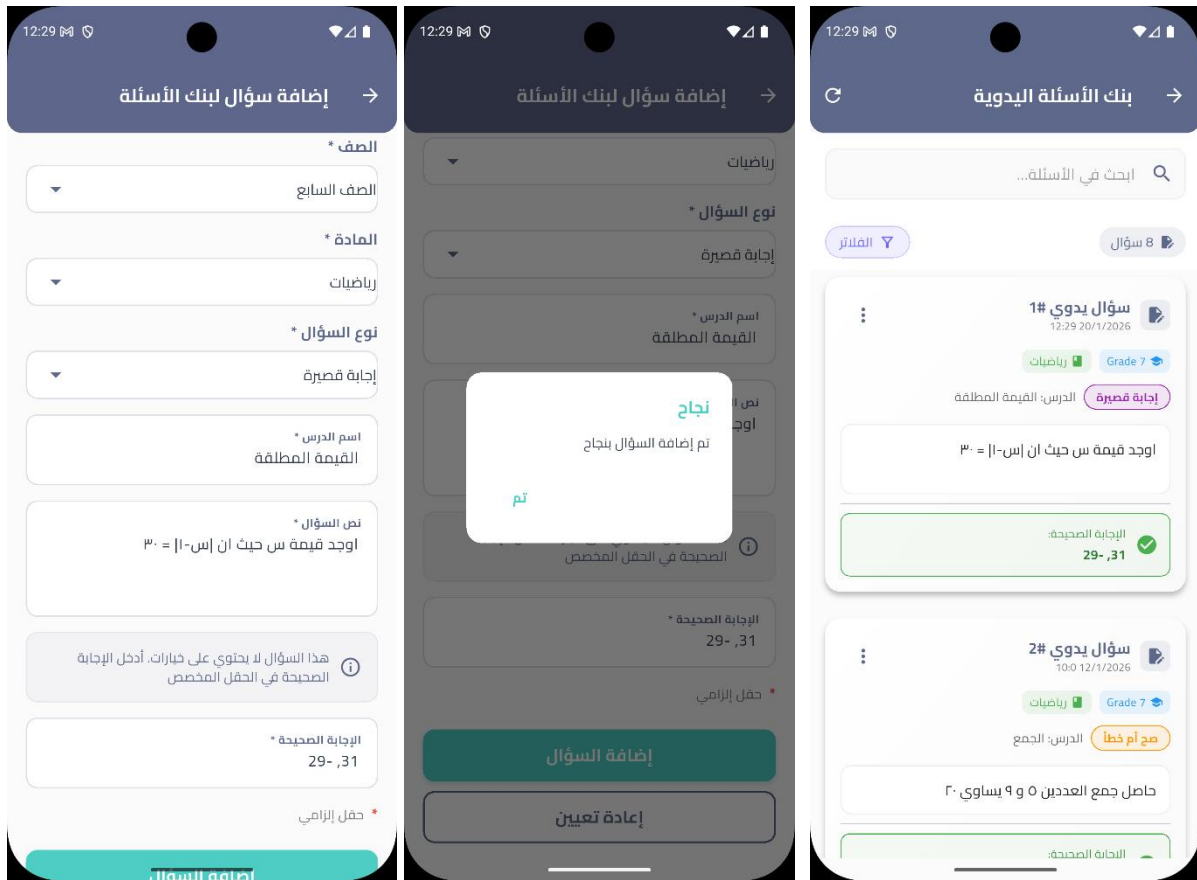 12:29
إضافة سؤال لبنك الأسئلة
الصف *
الصف السابع
المادة *
رياضيات
نوع السؤال *
إجابة قصيرة
اسم الدرس *
القيمة المطلقة
نص السؤال *
اوجد قيمة س حيث ان |س-١| = ٣٠
هذا السؤال لا يحتوي على خيارات. أدخل الإجابة
الصحيحة في الحقل المخصص
الإجابة الصحيحة *
31, -29
* حقل إلزامي
إضافة السؤال
12:29
إضافة سؤال لبنك الأسئلة
رياضيات
نوع السؤال *
إجابة قصيرة
اسم الدرس *
القيمة المطلقة
نص
اوجد
نجاح
تم إضافة السؤال بنجاح
تم
الصحيحة في الحقل المخصص
الإجابة الصحيحة *
31, -29
* حقل إلزامي
إضافة السؤال
إعادة تعيين
12:29
بنك الأسئلة اليدوية
ابحث في الأسئلة...
8 سؤال
الفلاتر
سؤال يدوي #1
12:29 20/1/2026
Grade 7
رياضيات
إجابة قصيرة
الدرس: القيمة المطلقة
اوجد قيمة س حيث ان |س-١| = ٣٠
الإجابة الصحيحة:
31, -29
سؤال يدوي #2
10:0 12/1/2026
Grade 7
رياضيات
صح أم خطأ
الدرس: الجمع
حاصل جمع العددين ٥ و ٩ يساوي ٢٠
الإجابة الصحيحة: